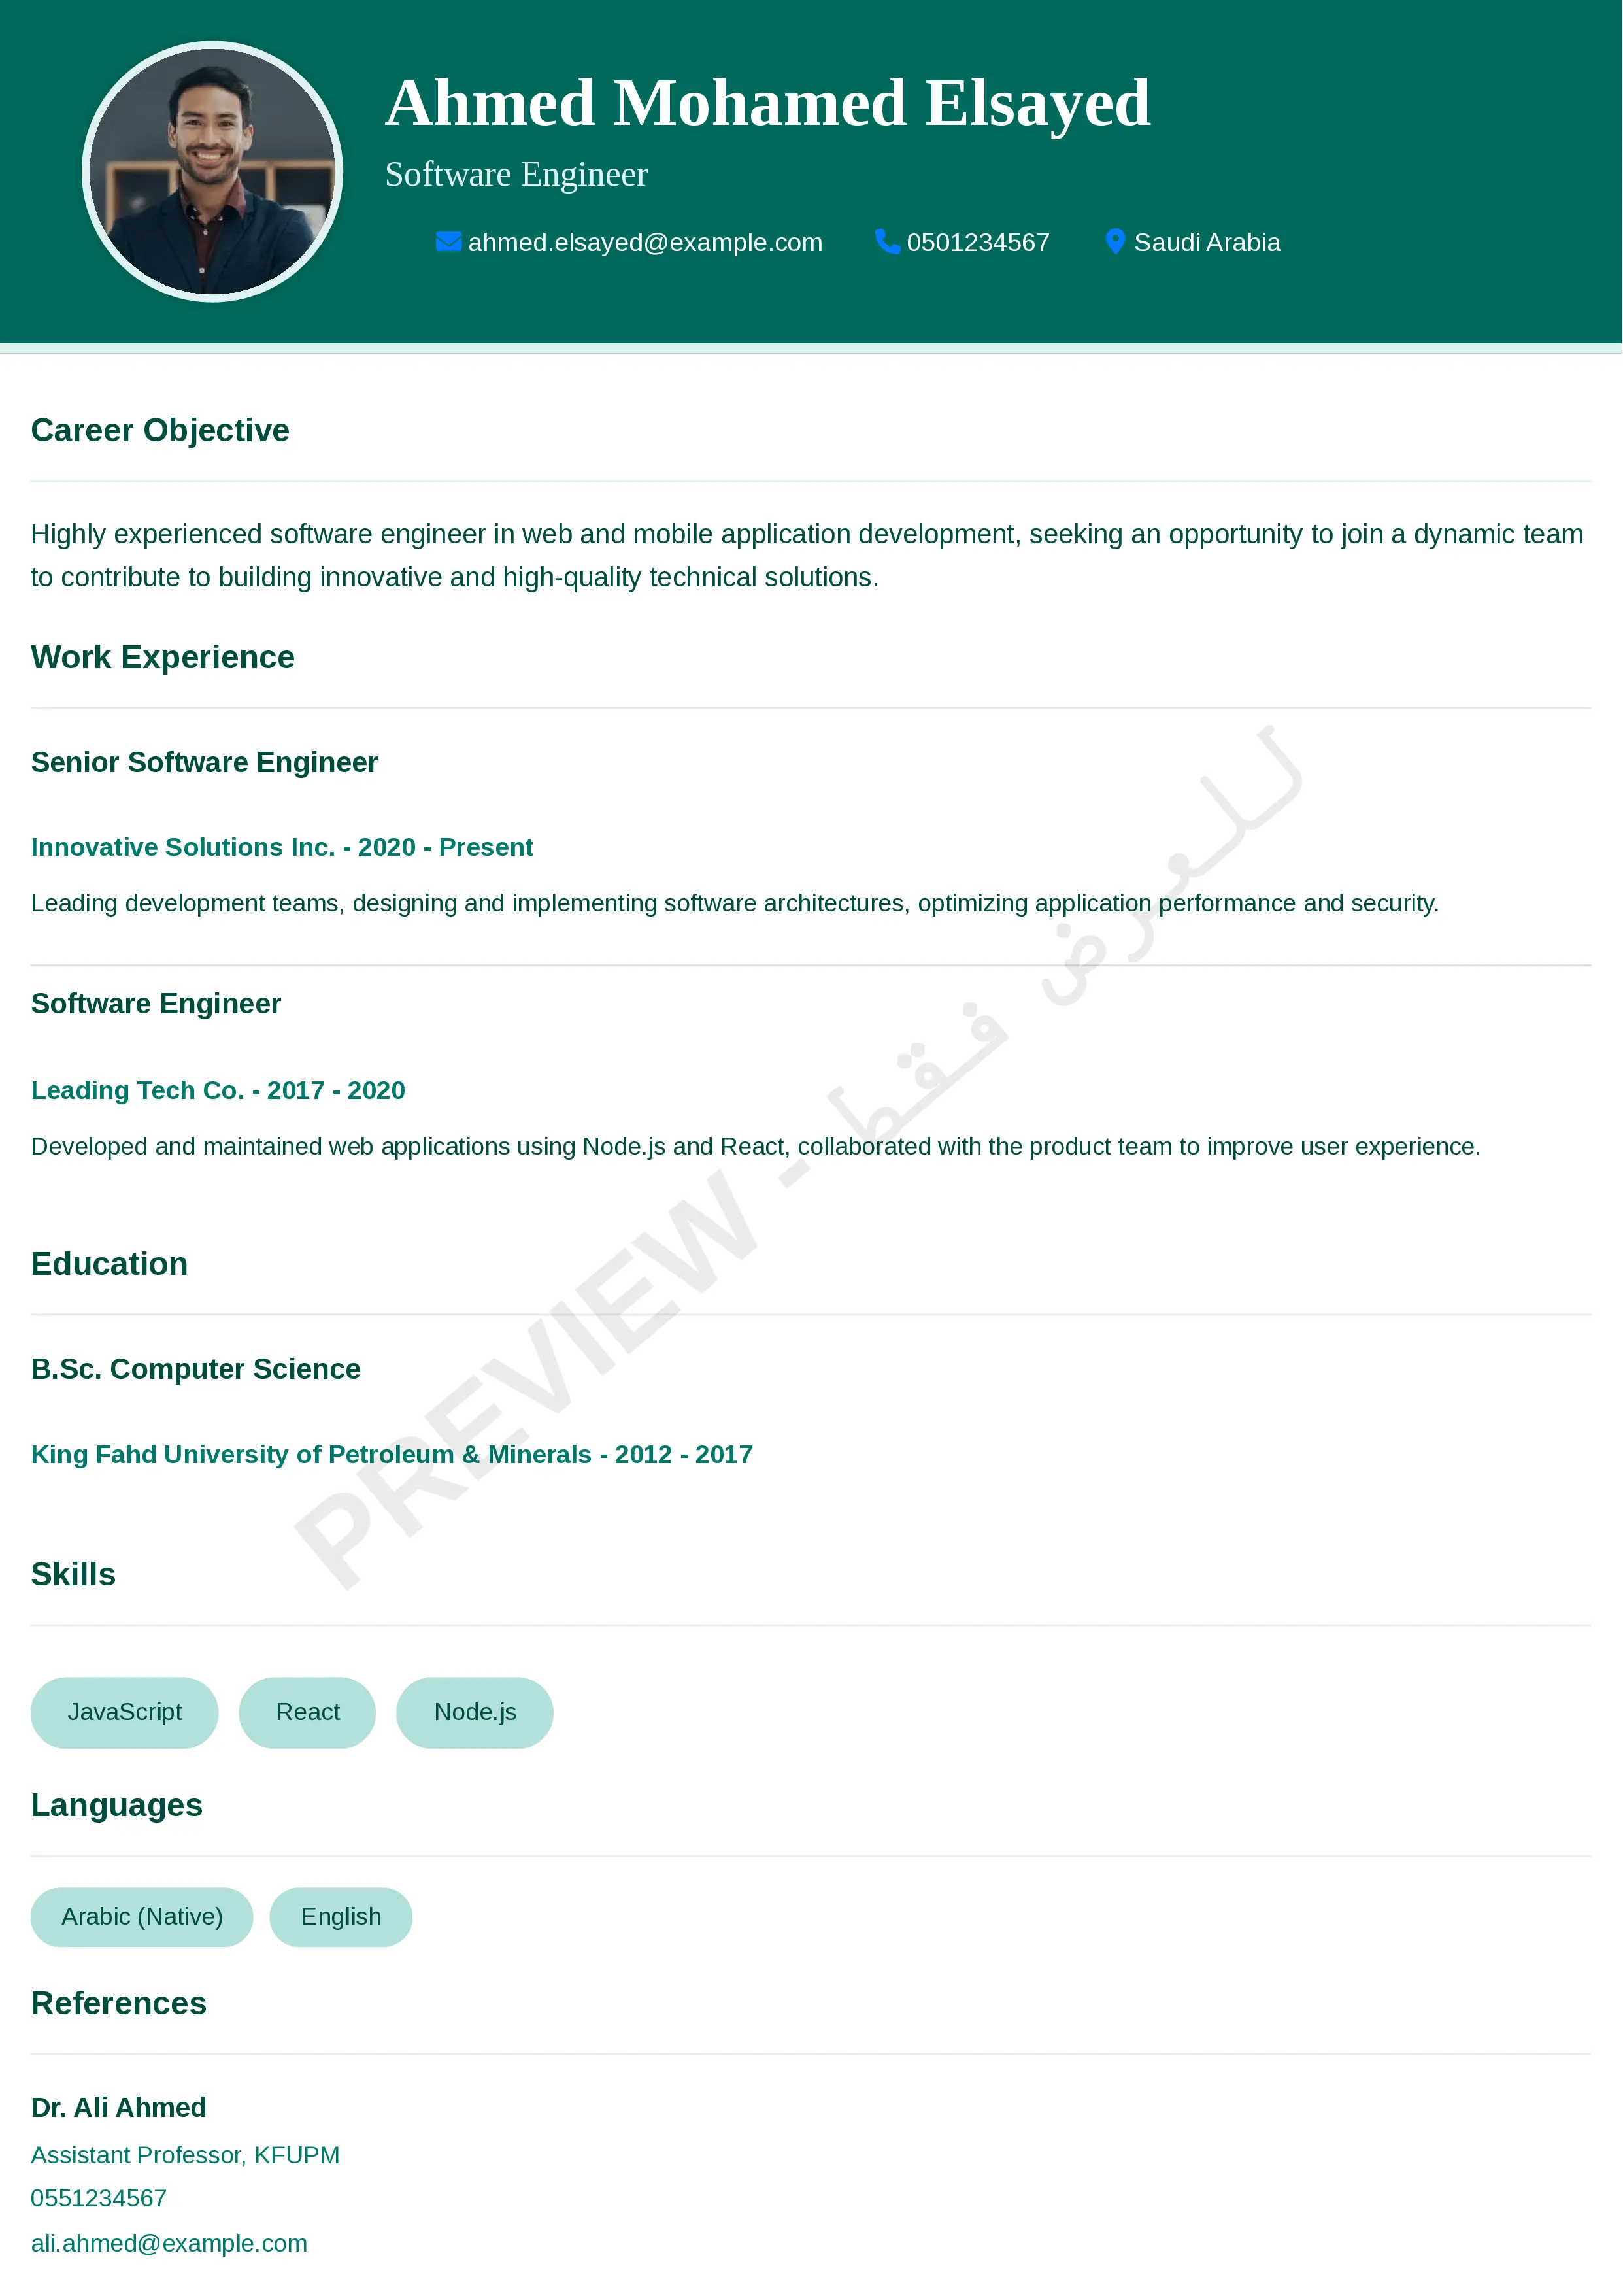 Ahmed Mohamed Elsayed
Software Engineer
ahmed.elsayed@example.com 0501234567 Saudi Arabia
Career Objective
Highly experienced software engineer in web and mobile application development, seeking an opportunity to join a dynamic team
to contribute to building innovative and high-quality technical solutions.
Work Experience
Senior Software Engineer
Innovative Solutions Inc. - 2020 - Present
Leading development teams, designing and implementing software architectures, optimizing application performance and security.
Software Engineer
Leading Tech Co. - 2017 - 2020
Developed and maintained web applications using Node.js and React, collaborated with the product team to improve user experience.
Education
B.Sc. Computer Science
King Fahd University of Petroleum & Minerals - 2012 - 2017
Skills
JavaScript React Node.js
Languages
Arabic (Native) English
References
Dr. Ali Ahmed
Assistant Professor, KFUPM
0551234567
ali.ahmed@example.com
PREVIEW - للعرض فقط